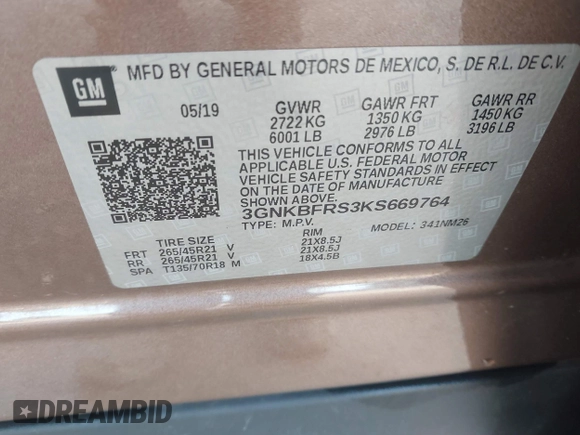 GM
MFD BY GENERAL MOTORS DE MEXICO, S. DE R.L. DE C.V.
05/19 GVWR GAWR FRT GAWR RR
2722 KG 1350 KG 1450 KG
6001 LB 2976 LB 3196 LB
THIS VEHICLE CONFORMS TO ALL
APPLICABLE U.S. FEDERAL MOTOR
VEHICLE SAFETY STANDARDS IN EFFECT
ON THE DATE OF MANUFACTURE
SHOWN ABOVE.
3GNKBFRS3KS669764
TYPE: M.P.V. MODEL: 341NM26
TIRE SIZE RIM
FRT 265/45R21 V 21X8.5J
RR 265/45R21 V 21X8.5J
SPA T135/70R18 M 18X4.5B
DREAMBID